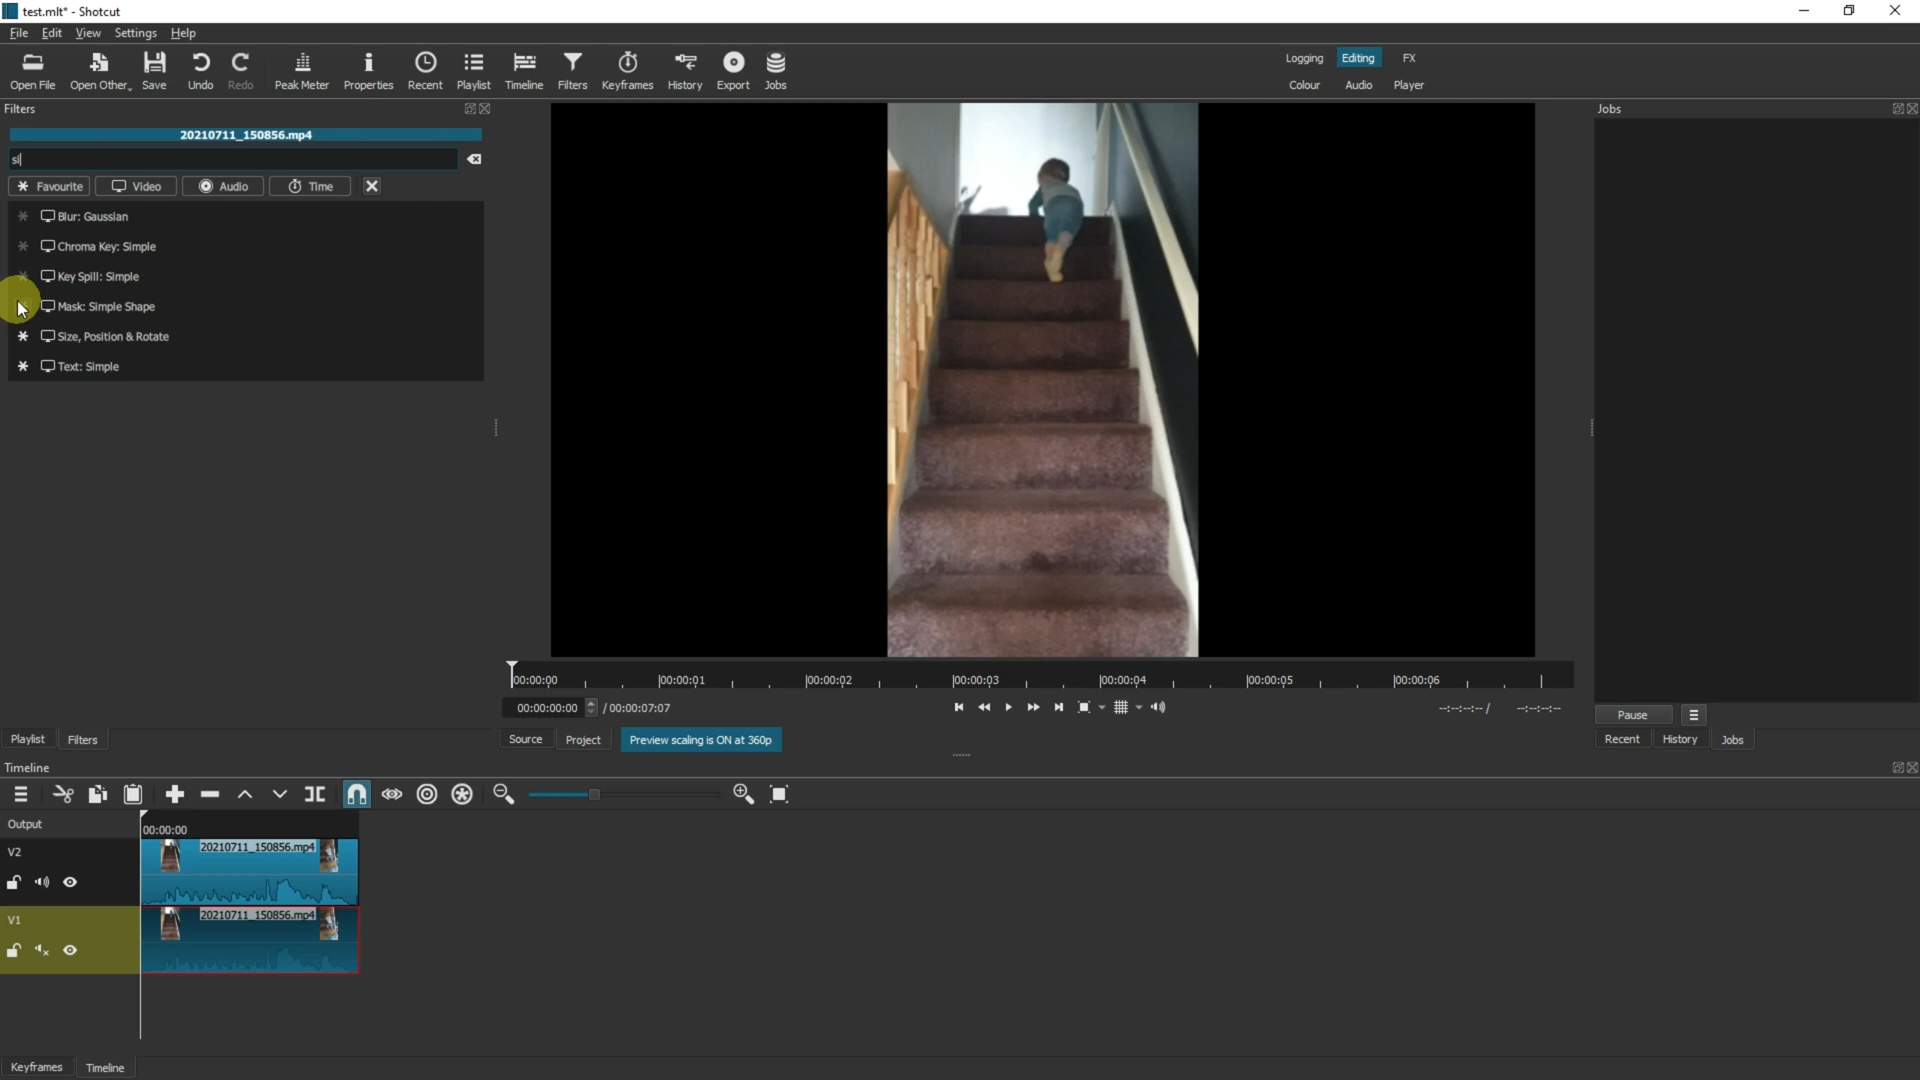 test.mlt* - Shotcut
File Edit View Settings Help
Open File Open Other Save Undo Redo Peak Meter Properties Recent Playlist Timeline Filters Keyframes History Export Jobs
Logging Editing FX
Colour Audio Player
Filters
20210711_150856.mp4
si
Favourite Video Audio Time
Blur: Gaussian
Chroma Key: Simple
Key Spill: Simple
Mask: Simple Shape
Size, Position & Rotate
Text: Simple
Jobs
00:00:00 00:00:01 00:00:02 00:00:03 00:00:04 00:00:05 00:00:06
00:00:00:00 / 00:00:07:07
--:--:--:-- / --:--:--:--
Pause
Playlist Filters
Source Project Preview scaling is ON at 360p
Recent History Jobs
Timeline
Output
00:00:00
V2
20210711_150856.mp4
V1
20210711_150856.mp4
Keyframes Timeline